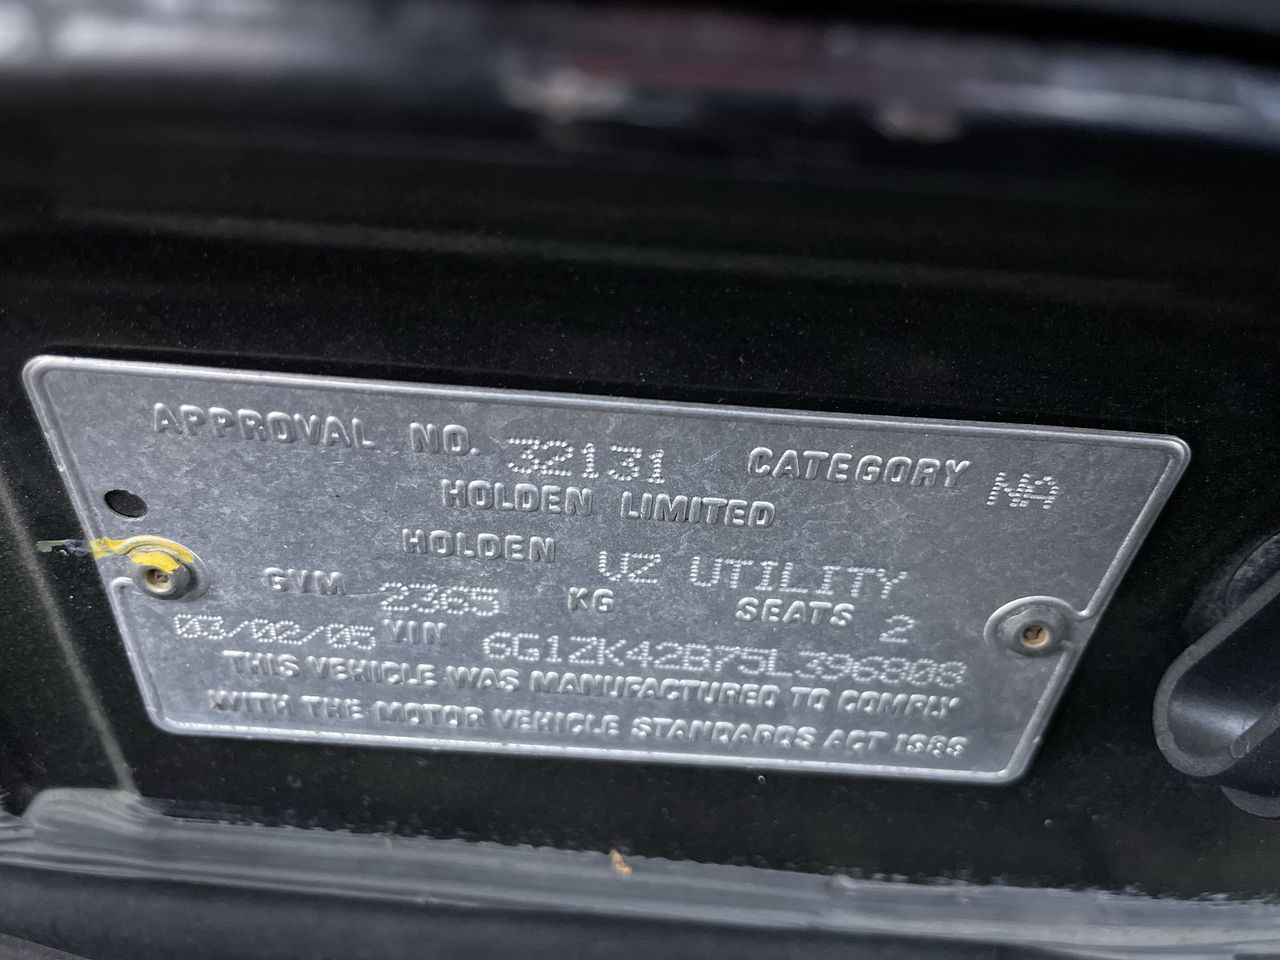 APPROVAL NO. 32131 CATEGORY NA
HOLDEN LIMITED
HOLDEN VZ UTILITY
GVM 2365 KG SEATS 2
03/02/05 VIN 6G1ZK42B75L396808
THIS VEHICLE WAS MANUFACTURED TO COMPLY
WITH THE MOTOR VEHICLE STANDARDS ACT 1989